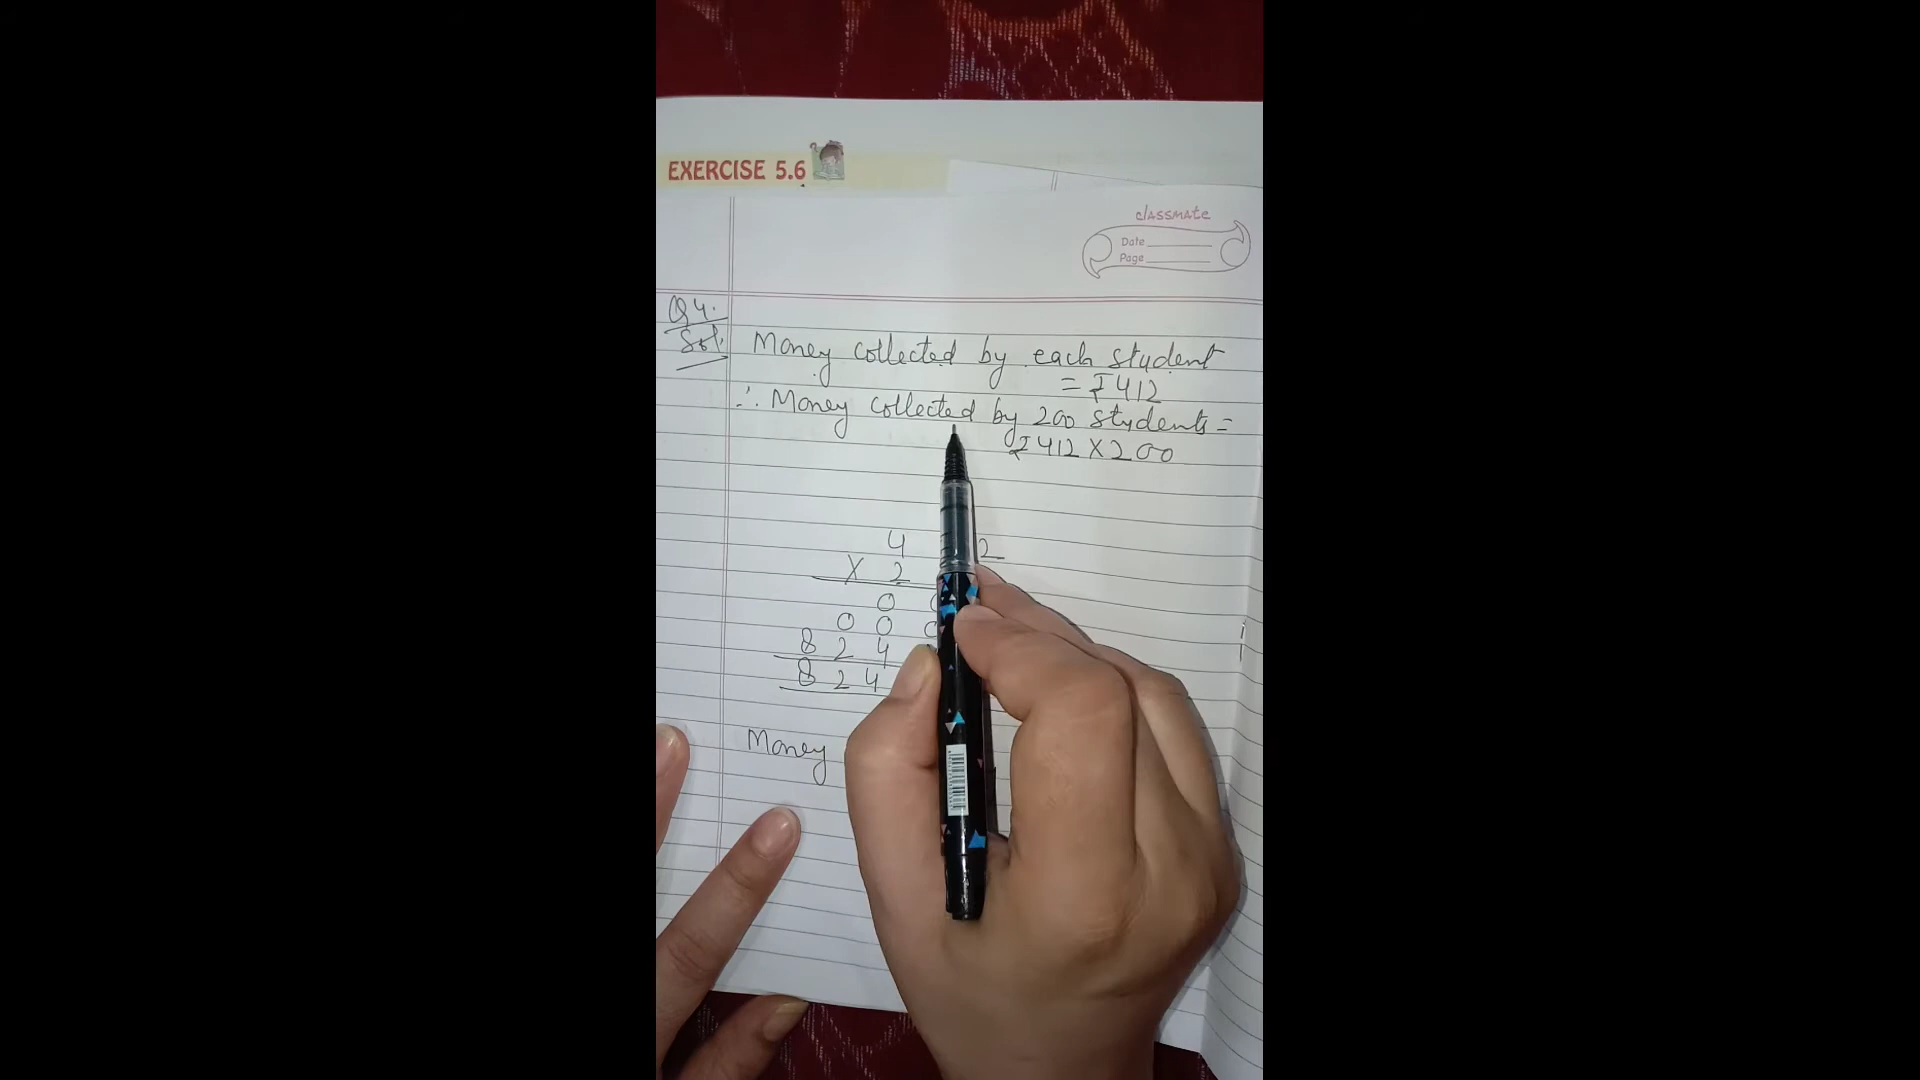 EXERCISE 5.6
classmate
Date
Page
Q4.
Sol. Money collected by each student
= ₹412
∴ Money collected by 200 students =
₹412 X 200
4 2
X 2
0
0 0
8 2 4
8 2 4
Money